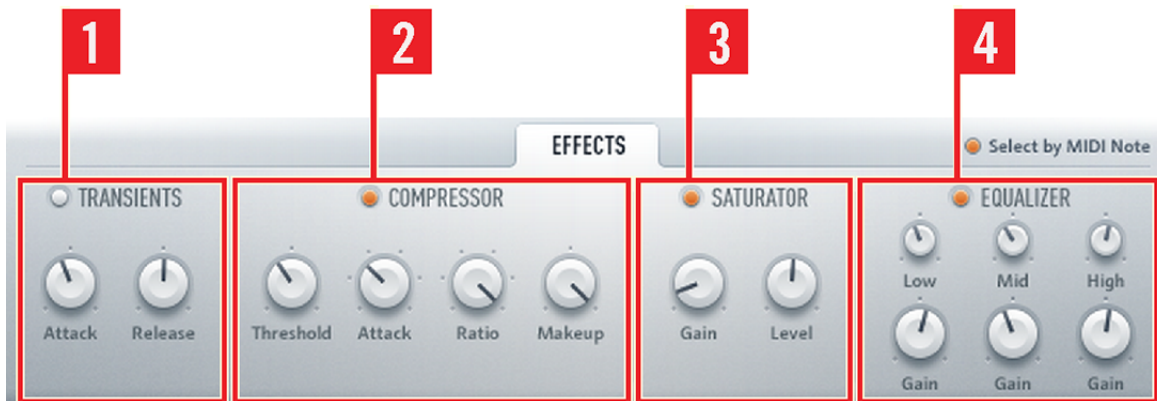 1 2 3 4
EFFECTS
Select by MIDI Note
TRANSIENTS COMPRESSOR SATURATOR EQUALIZER
Low Mid High
Attack Release Threshold Attack Ratio Makeup Gain Level
Gain Gain Gain